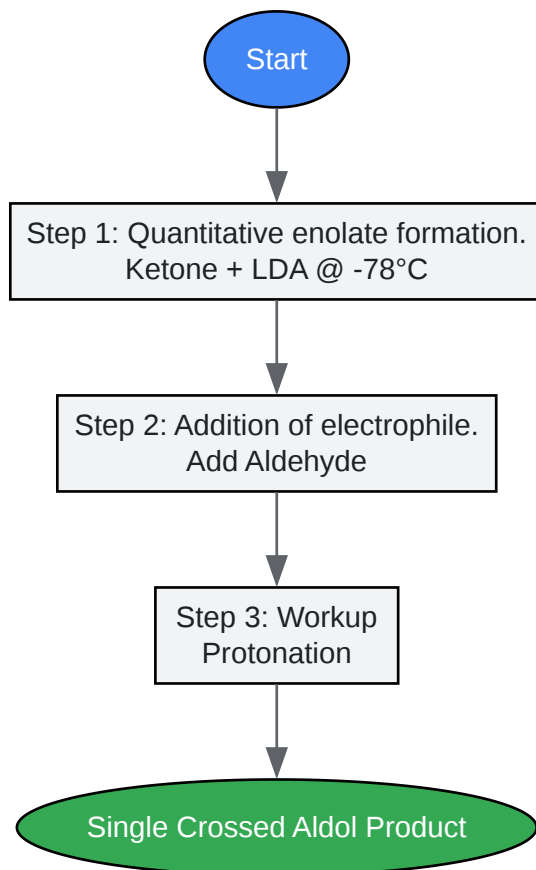 Start
Step 1: Quantitative enolate formation.
Ketone + LDA @ -78°C
Step 2: Addition of electrophile.
Add Aldehyde
Step 3: Workup
Protonation
Single Crossed Aldol Product